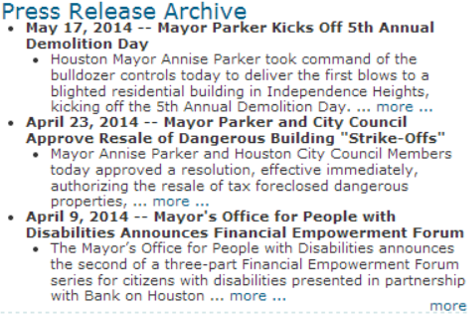 Press Release Archive
• May 17, 2014 -- Mayor Parker Kicks Off 5th Annual
Demolition Day
• Houston Mayor Annise Parker took command of the
bulldozer controls today to deliver the first blows to a
blighted residential building in Independence Heights,
kicking off the 5th Annual Demolition Day. ... more ...
• April 23, 2014 -- Mayor Parker and City Council
Approve Resale of Dangerous Building "Strike-Offs"
• Mayor Annise Parker and Houston City Council Members
today approved a resolution, effective immediately,
authorizing the resale of tax foreclosed dangerous
properties, ... more ...
• April 9, 2014 -- Mayor's Office for People with
Disabilities Announces Financial Empowerment Forum
• The Mayor’s Office for People with Disabilities announces
the second of a three-part Financial Empowerment Forum
series for citizens with disabilities presented in partnership
with Bank on Houston ... more ...
more